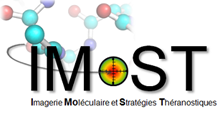 IMoST
Imagerie Moléculaire et Stratégies Théranostiques